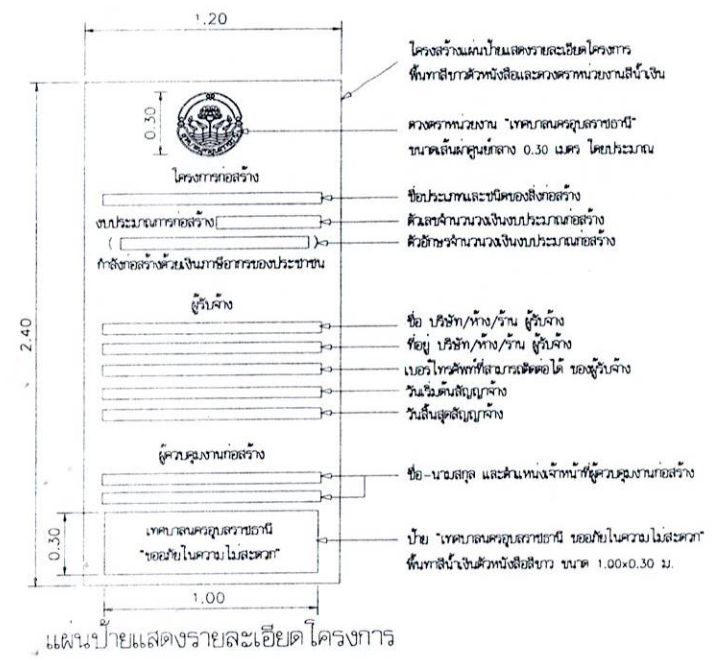 1.20
โครงสร้างแผ่นป้ายแสดงรายละเอียดโครงการ
พื้นทาสีขาวตัวหนังสือและดวงตราหน่วยงานสีน้ำเงิน
0.30
ดวงตราหน่วยงาน "เทศบาลนครอุบลราชธานี"
ขนาดเส้นผ่าศูนย์กลาง 0.30 เมตร โดยประมาณ
โครงการก่อสร้าง
ชื่อประเภทและชนิดของสิ่งก่อสร้าง
งบประมาณการก่อสร้าง
ตัวเลขจำนวนวงเงินงบประมาณก่อสร้าง
( )
ตัวอักษรจำนวนวงเงินงบประมาณก่อสร้าง
กำลังก่อสร้างด้วยเงินภาษีอากรของประชาชน
2.40
ผู้รับจ้าง
ชื่อ บริษัท/ห้าง/ร้าน ผู้รับจ้าง
ที่อยู่ บริษัท/ห้าง/ร้าน ผู้รับจ้าง
เบอร์โทรศัพท์ที่สามารถติดต่อได้ ของผู้รับจ้าง
วันเริ่มต้นสัญญาจ้าง
วันสิ้นสุดสัญญาจ้าง
ผู้ควบคุมงานก่อสร้าง
ชื่อ-นามสกุล และตำแหน่งเจ้าหน้าที่ผู้ควบคุมงานก่อสร้าง
0.30
เทศบาลนครอุบลราชธานี
"ขออภัยในความไม่สะดวก"
ป้าย "เทศบาลนครอุบลราชธานี ขออภัยในความไม่สะดวก"
พื้นทาสีน้ำเงินตัวหนังสือสีขาว ขนาด 1.00x0.30 ม.
1.00
แผ่นป้ายแสดงรายละเอียดโครงการ